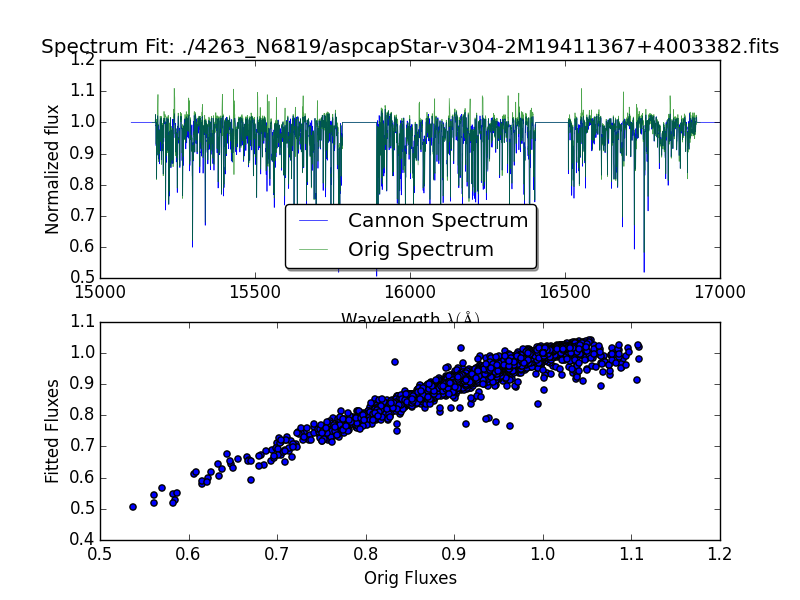 Spectrum Fit: ./4263_N6819/aspcapStar-v304-2M19411367+4003382.fits
1.2
1.1
1.0
0.9
0.8
0.7
0.6
0.5
Normalized flux
Cannon Spectrum
Orig Spectrum
15000 15500 16000 16500 17000
Wavelength λ(Å)
1.1
1.0
0.9
0.8
0.7
0.6
0.5
0.4
Fitted Fluxes
0.5 0.6 0.7 0.8 0.9 1.0 1.1 1.2
Orig Fluxes